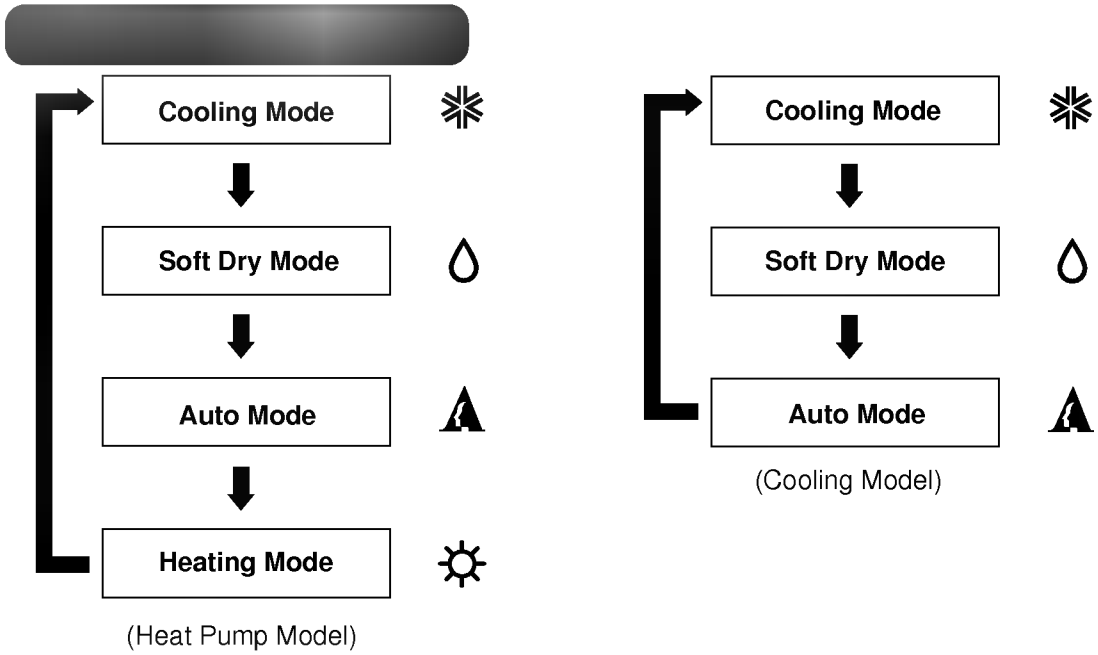 Cooling Mode
Soft Dry Mode
Auto Mode
Heating Mode
(Heat Pump Model)
Cooling Mode
Soft Dry Mode
Auto Mode
(Cooling Model)